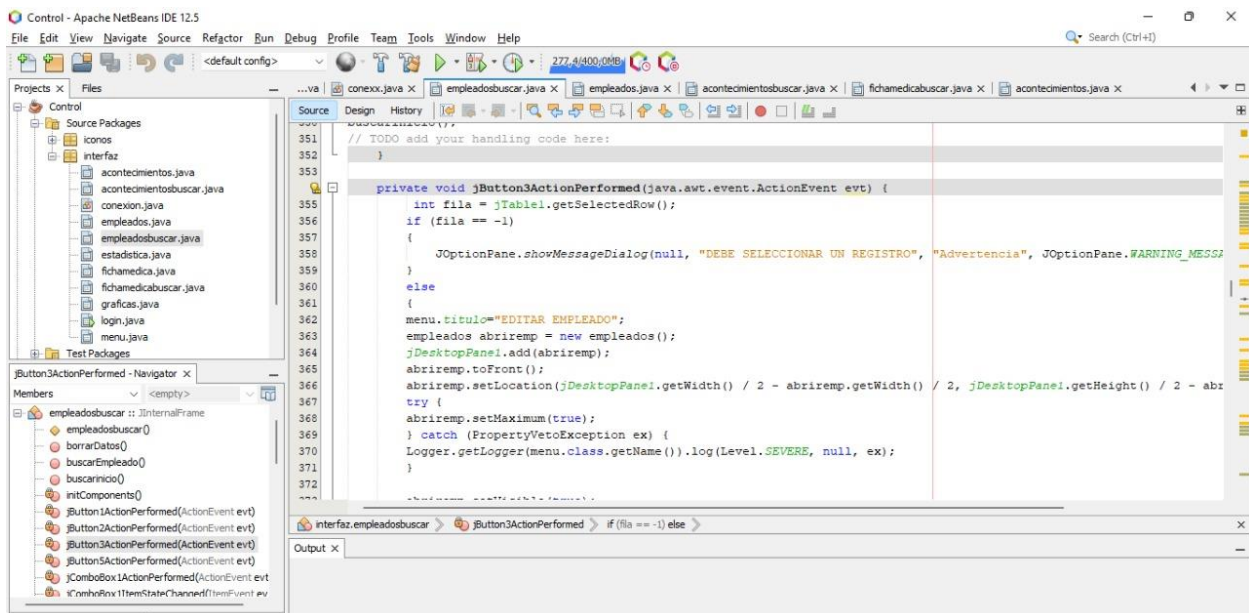 Control - Apache NetBeans IDE 12.5
File Edit View Navigate Source Refactor Run Debug Profile Team Tools Window Help
Search (Ctrl+I)
<default config>
277,4/400,0MB
Projects
Files
...va
conexx.java
empleadosbuscar.java
empleados.java
acontecimientosbuscar.java
fichamedicabuscar.java
acontecimientos.java
Control
Source Packages
iconos
interfaz
acontecimientos.java
acontecimientosbuscar.java
conexion.java
empleados.java
empleadosbuscar.java
estadistica.java
fichamedica.java
fichamedicabuscar.java
graficas.java
login.java
menu.java
Test Packages
jButton3ActionPerformed - Navigator
Members
<empty>
empleadosbuscar :: JInternalFrame
empleadosbuscar()
borrarDatos()
buscarEmpleado()
buscarinicio()
initComponents()
jButton1ActionPerformed(ActionEvent evt)
jButton2ActionPerformed(ActionEvent evt)
jButton3ActionPerformed(ActionEvent evt)
jButton5ActionPerformed(ActionEvent evt)
jComboBox1ActionPerformed(ActionEvent evt
jComboBox1ItemStateChanged(ItemEvent ev
Source Design History
351 // TODO add your handling code here:
352 }
353
private void jButton3ActionPerformed(java.awt.event.ActionEvent evt) {
355 int fila = jTable1.getSelectedRow();
356 if (fila == -1)
357 {
358 JOptionPane.showMessageDialog(null, "DEBE SELECCIONAR UN REGISTRO", "Advertencia", JOptionPane.WARNING_MESSA
359 }
360 else
361 {
362 menu.titulo="EDITAR EMPLEADO";
363 empleados abriremp = new empleados();
364 jDesktopPane1.add(abriremp);
365 abriremp.toFront();
366 abriremp.setLocation(jDesktopPane1.getWidth() / 2 - abriremp.getWidth() / 2, jDesktopPane1.getHeight() / 2 - abr
367 try {
368 abriremp.setMaximum(true);
369 } catch (PropertyVetoException ex) {
370 Logger.getLogger(menu.class.getName()).log(Level.SEVERE, null, ex);
371 }
372
interfaz.empleadosbuscar
jButton3ActionPerformed
if (fila == -1) else
Output